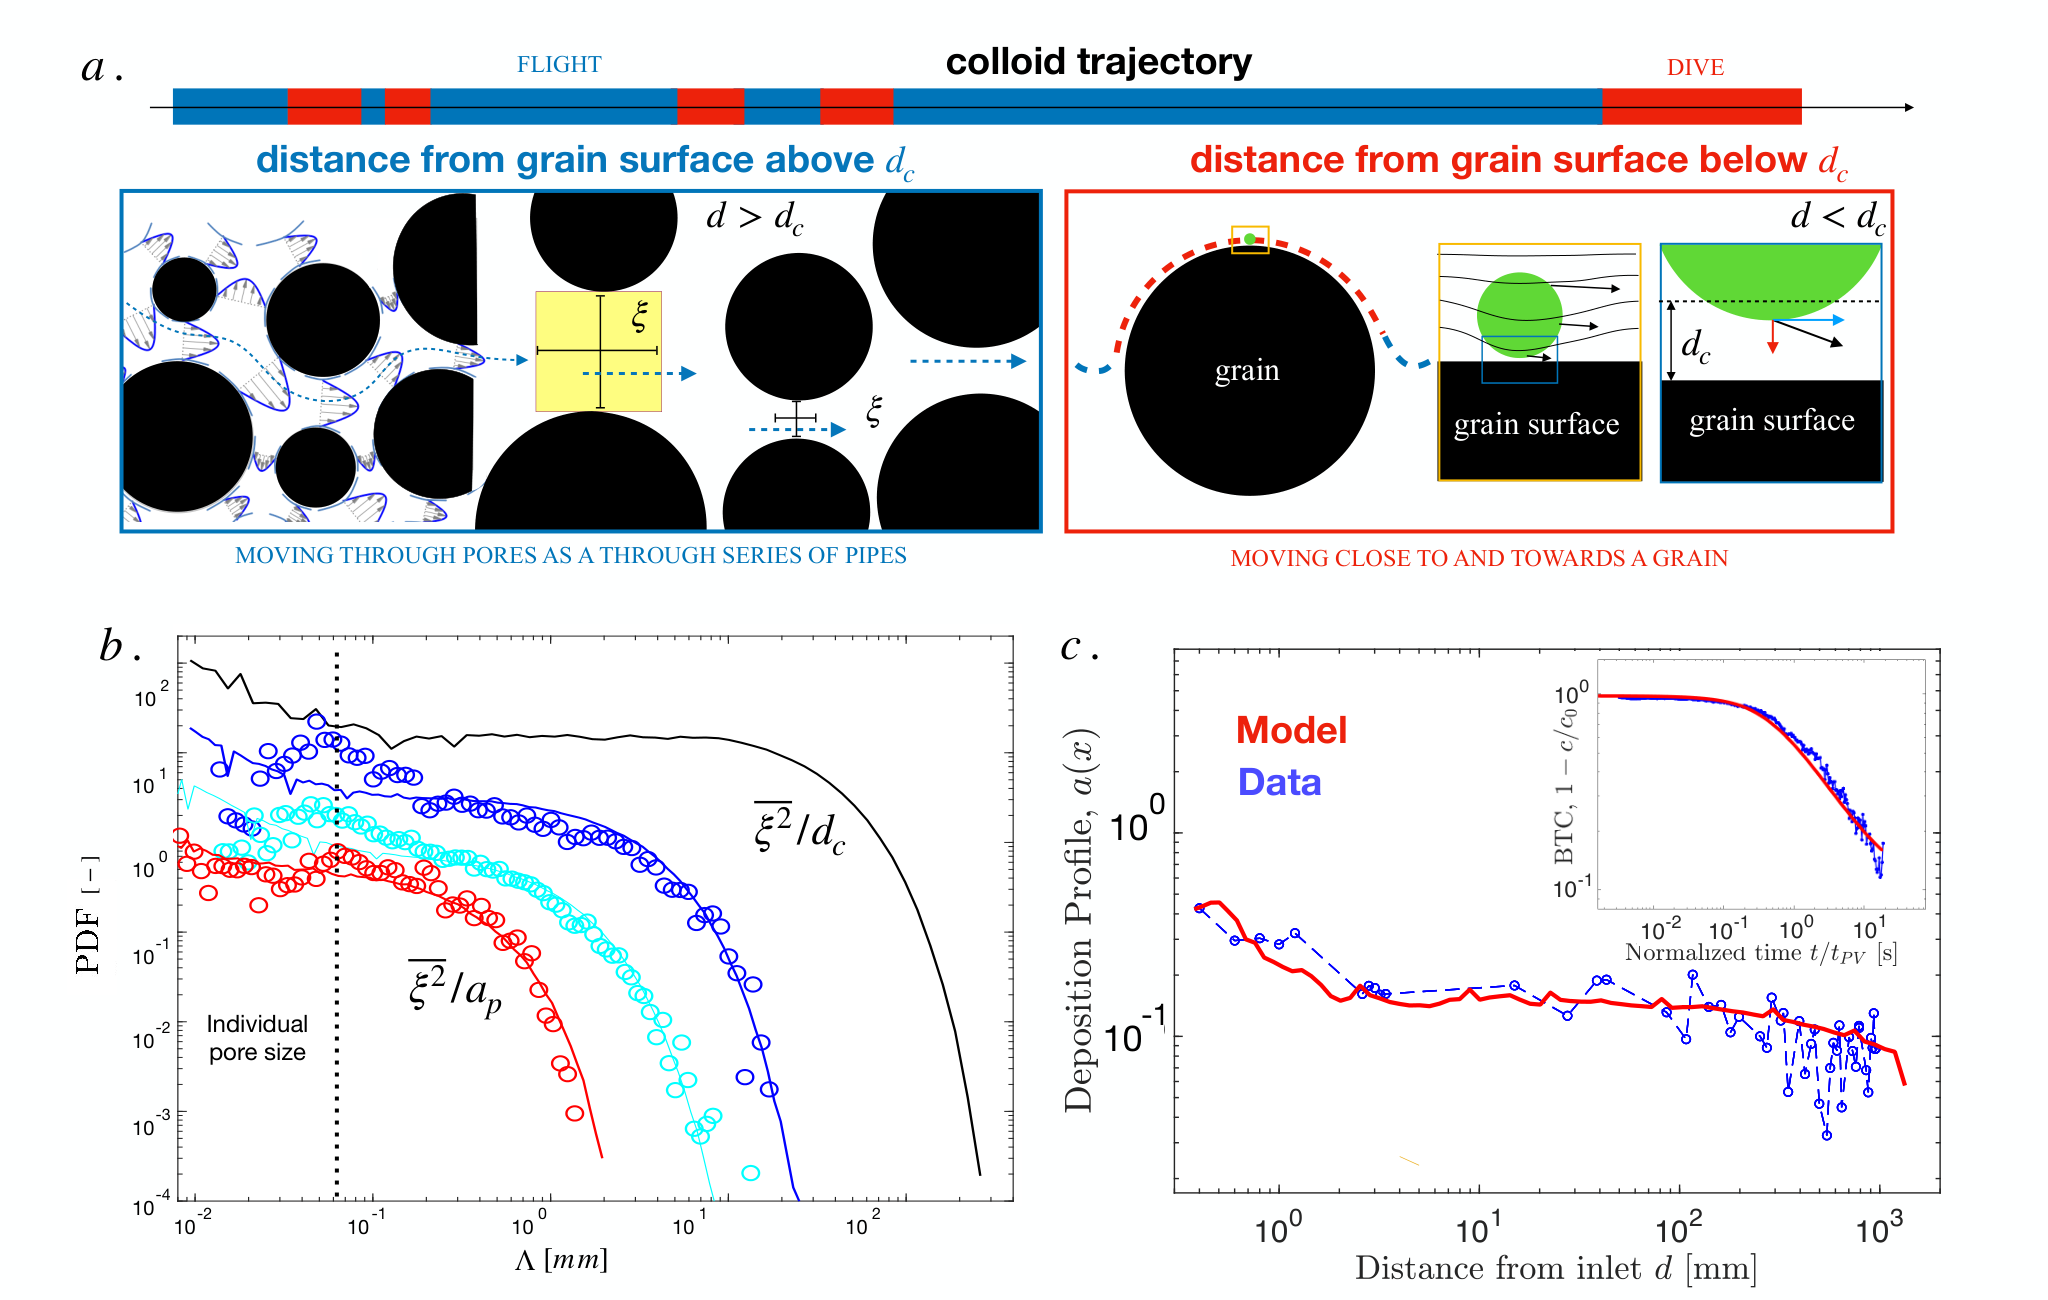 a .
FLIGHT
colloid trajectory
DIVE
distance from grain surface above d_c
distance from grain surface below d_c
d > d_c
ξ
ξ
d < d_c
grain
grain surface
d_c
grain surface
MOVING THROUGH PORES AS A THROUGH SERIES OF PIPES
MOVING CLOSE TO AND TOWARDS A GRAIN
b .
PDF [-]
10^2
10^1
10^0
10^-1
10^-2
10^-3
10^-4
ξ^2/d_c
ξ^2/a_p
Individual
pore size
10^-2 10^-1 10^0 10^1 10^2
Λ [mm]
c .
Deposition Profile, a(x)
0
10^0
10^-1
Model
Data
BTC, 1 − c/c_0
10^0
10^-1
10^-2 10^-1 10^0 10^1
Normalized time t/t_PV [s]
10^0 10^1 10^2 10^3
Distance from inlet d [mm]